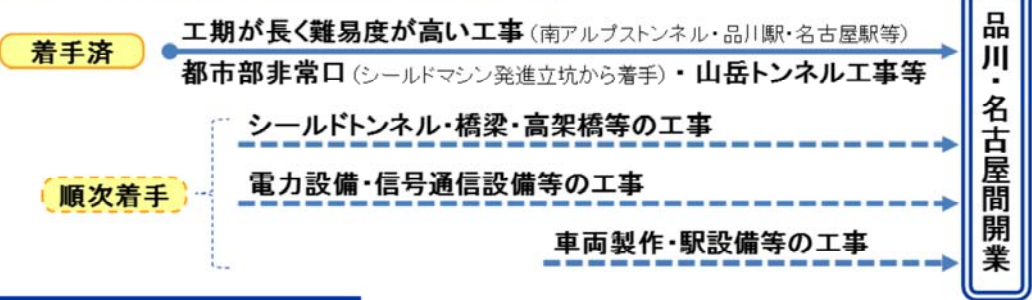 工期が長く難易度が高い工事(南アルプストンネル・品川駅・名古屋駅等)
着手済
都市部非常口(シールドマシン発進立坑から着手)・山岳トンネル工事等
シールドトンネル・橋梁・高架橋等の工事
順次着手
電力設備・信号通信設備等の工事
車両製作・駅設備等の工事
品川・名古屋間開業